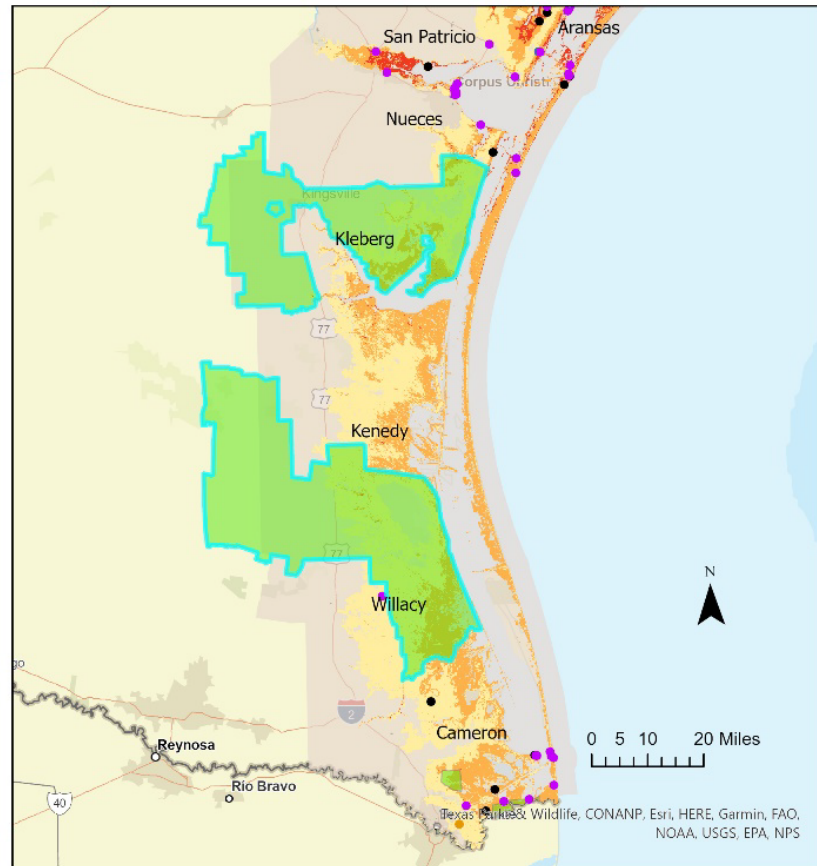 San Patricio
Aransas
Corpus Christi
Nueces
Kingsville
Kleberg
77
77
Kenedy
77
Willacy
2
Cameron
N
0 5 10 20 Miles
Reynosa
Río Bravo
40
Texas Parks & Wildlife, CONANP, Esri, HERE, Garmin, FAO,
NOAA, USGS, EPA, NPS